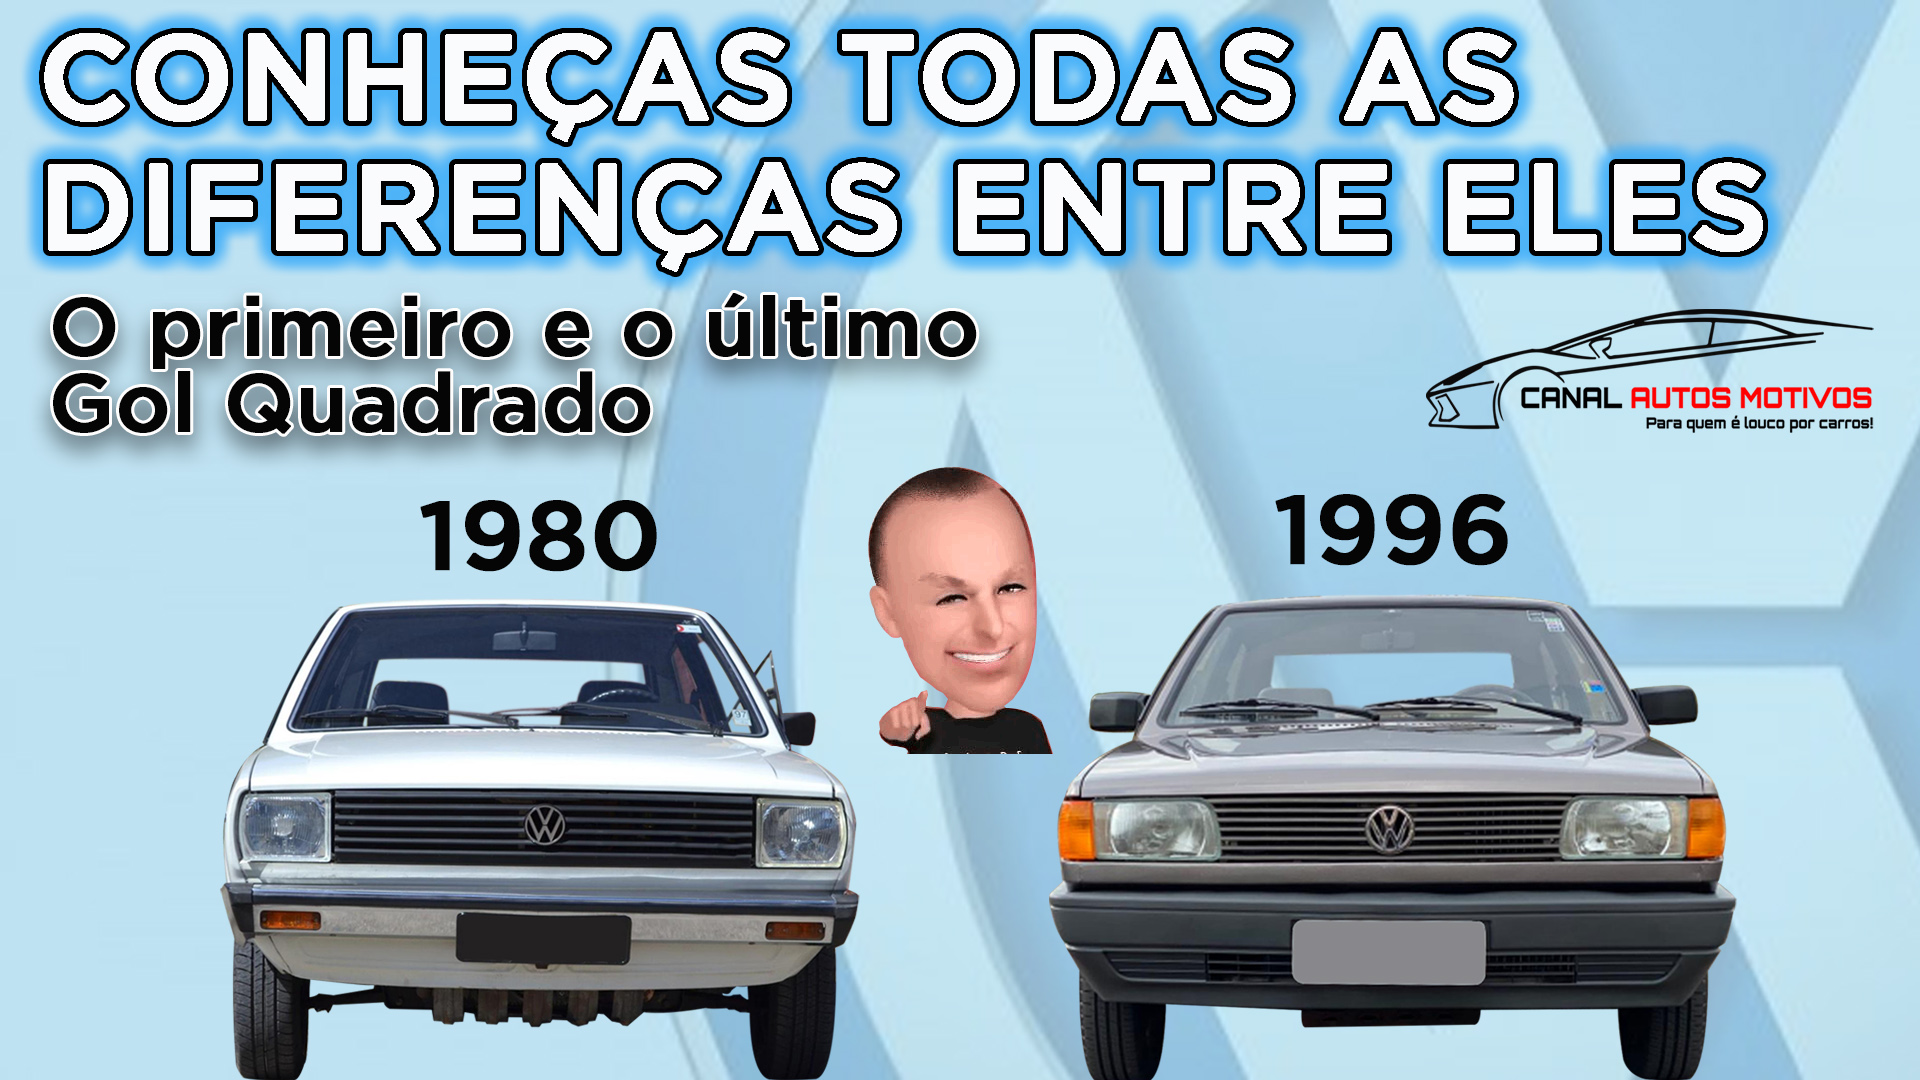 CONHEÇAS TODAS AS
DIFERENÇAS ENTRE ELES
O primeiro e o último
Gol Quadrado
CANAL AUTOS MOTIVOS
Para quem é louco por carros!
1980
1996